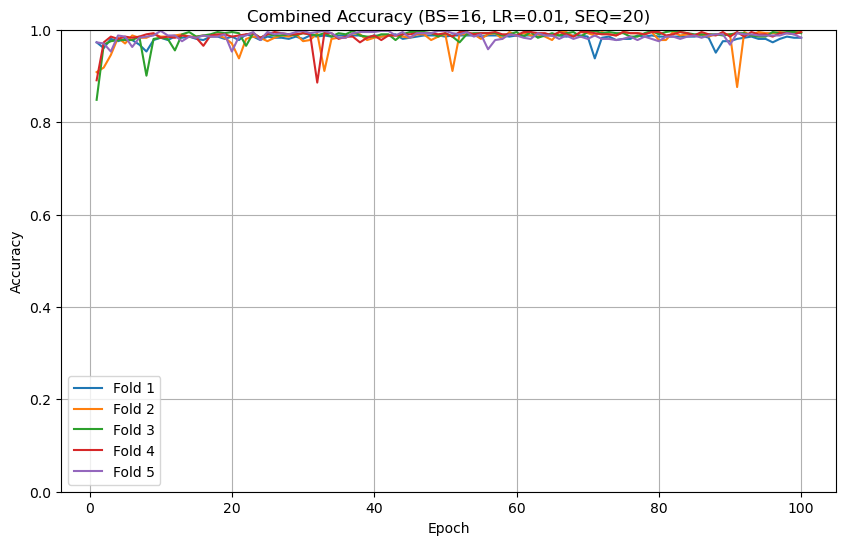 Combined Accuracy (BS=16, LR=0.01, SEQ=20)
1.0
0.8
0.6
0.4
0.2
0.0
Accuracy
Fold 1
Fold 2
Fold 3
Fold 4
Fold 5
0 20 40 60 80 100
Epoch